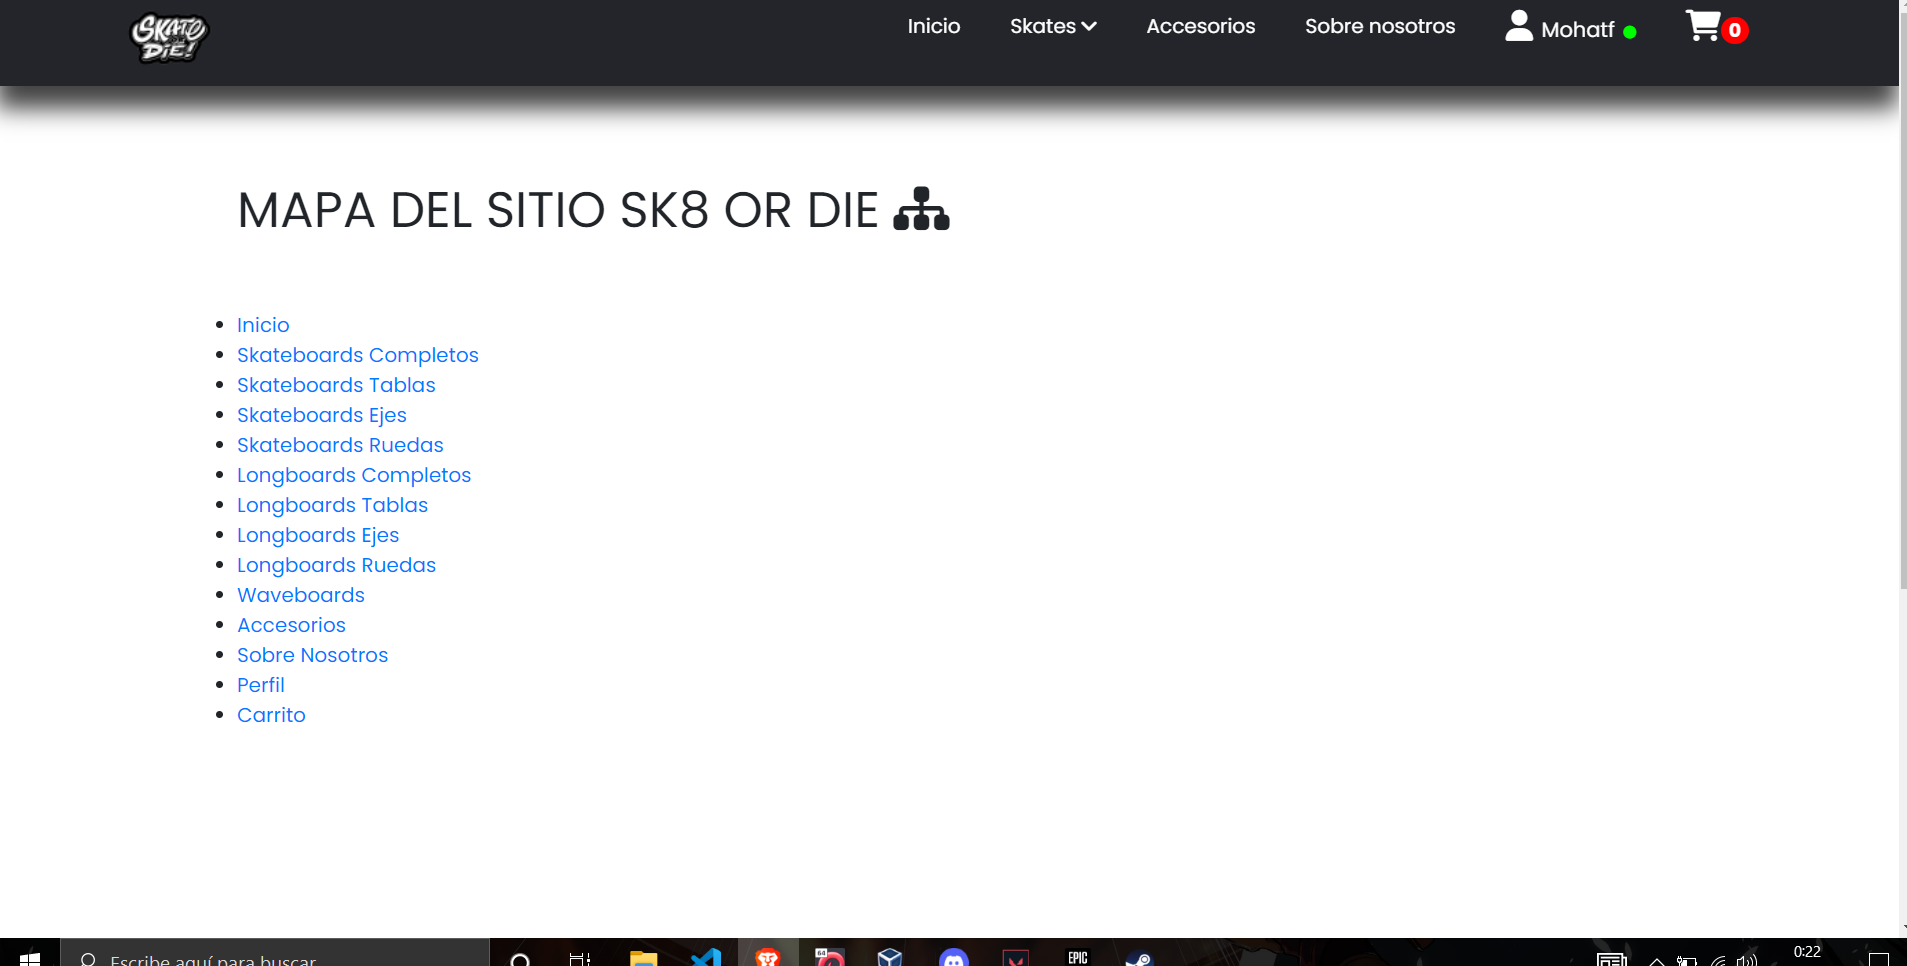 SKATE OR DIE!
Inicio
Skates
Accesorios
Sobre nosotros
Mohatf
0
MAPA DEL SITIO SK8 OR DIE
Inicio
Skateboards Completos
Skateboards Tablas
Skateboards Ejes
Skateboards Ruedas
Longboards Completos
Longboards Tablas
Longboards Ejes
Longboards Ruedas
Waveboards
Accesorios
Sobre Nosotros
Perfil
Carrito
Escribe aquí para buscar
64
EPIC
0:22